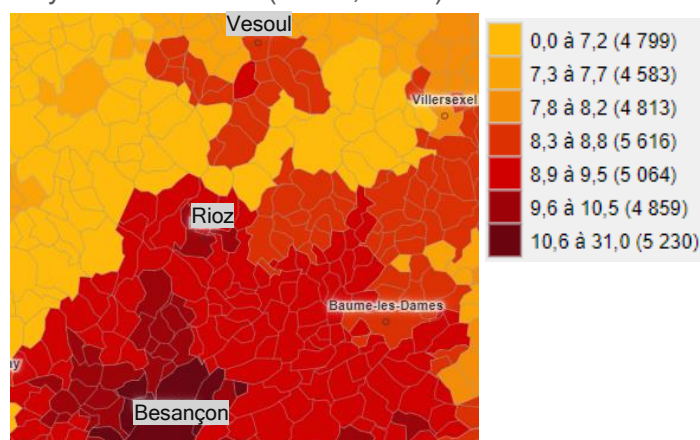 Vesoul
Villersexel
Rioz
Baume-les-Dames
Besançon
0,0 à 7,2 (4 799)
7,3 à 7,7 (4 583)
7,8 à 8,2 (4 813)
8,3 à 8,8 (5 616)
8,9 à 9,5 (5 064)
9,6 à 10,5 (4 859)
10,6 à 31,0 (5 230)